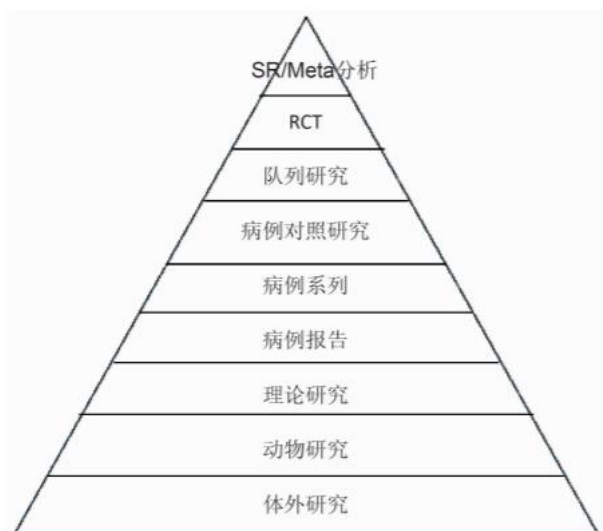 SR/Meta分析
RCT
队列研究
病例对照研究
病例系列
病例报告
理论研究
动物研究
体外研究